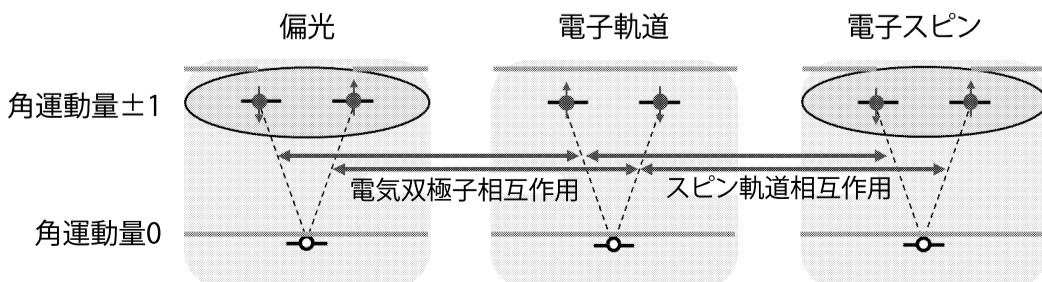 偏光
電子軌道
電子スピン
角運動量±1
電気双極子相互作用
スピン軌道相互作用
角運動量0